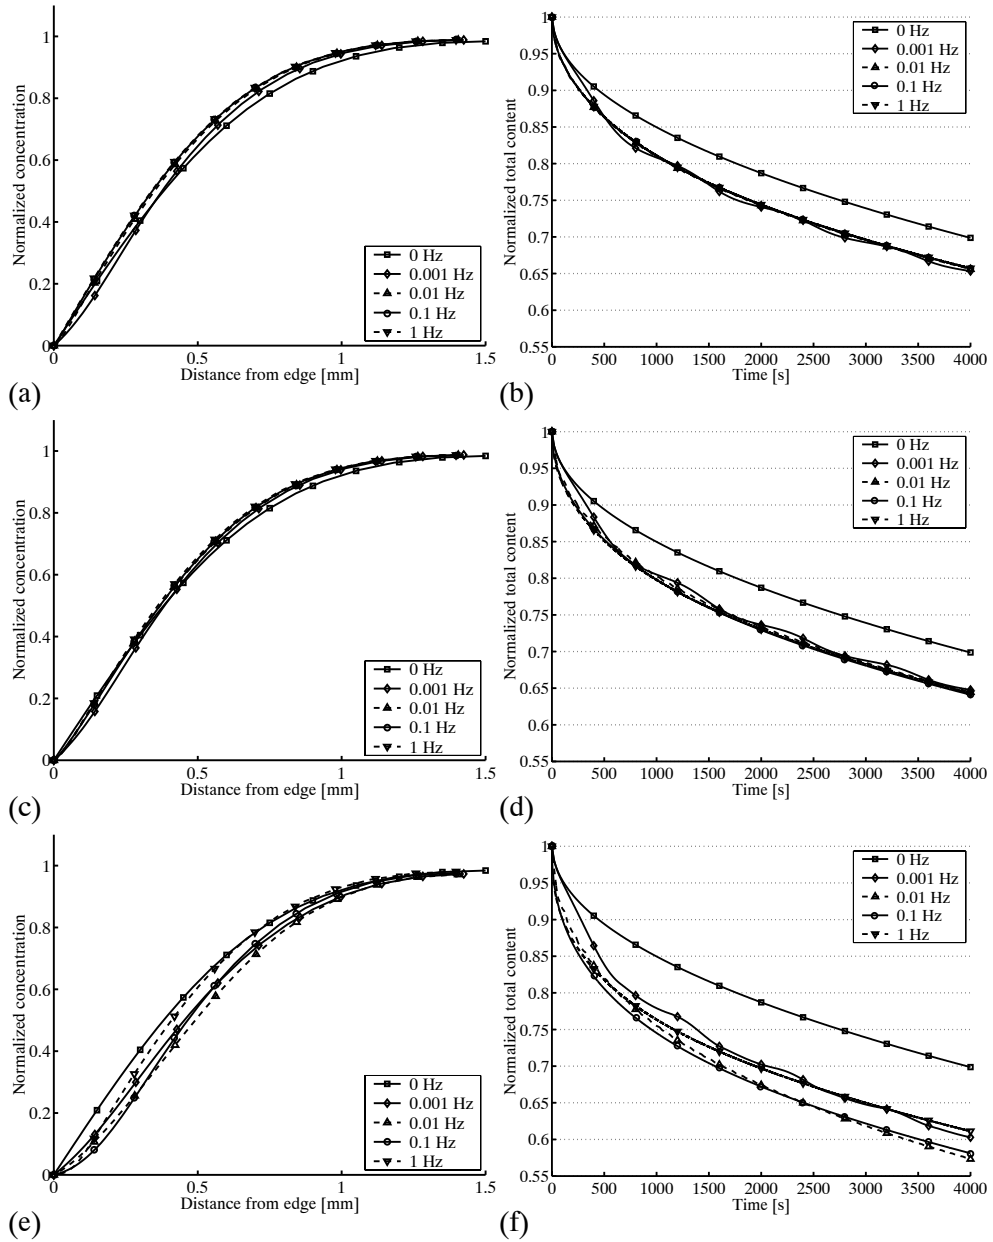 Normalized concentration
1
0.8
0.6
0.4
0.2
0
0 0.5 1 1.5
Distance from edge [mm]
0 Hz
0.001 Hz
0.01 Hz
0.1 Hz
1 Hz
(a)
Normalized total content
1
0.95
0.9
0.85
0.8
0.75
0.7
0.65
0.6
0.55
0 500 1000 1500 2000 2500 3000 3500 4000
Time [s]
0 Hz
0.001 Hz
0.01 Hz
0.1 Hz
1 Hz
(b)
Normalized concentration
1
0.8
0.6
0.4
0.2
0
0 0.5 1 1.5
Distance from edge [mm]
0 Hz
0.001 Hz
0.01 Hz
0.1 Hz
1 Hz
(c)
Normalized total content
1
0.95
0.9
0.85
0.8
0.75
0.7
0.65
0.6
0.55
0 500 1000 1500 2000 2500 3000 3500 4000
Time [s]
0 Hz
0.001 Hz
0.01 Hz
0.1 Hz
1 Hz
(d)
Normalized concentration
1
0.8
0.6
0.4
0.2
0
0 0.5 1 1.5
Distance from edge [mm]
0 Hz
0.001 Hz
0.01 Hz
0.1 Hz
1 Hz
(e)
Normalized total content
1
0.95
0.9
0.85
0.8
0.75
0.7
0.65
0.6
0.55
0 500 1000 1500 2000 2500 3000 3500 4000
Time [s]
0 Hz
0.001 Hz
0.01 Hz
0.1 Hz
1 Hz
(f)